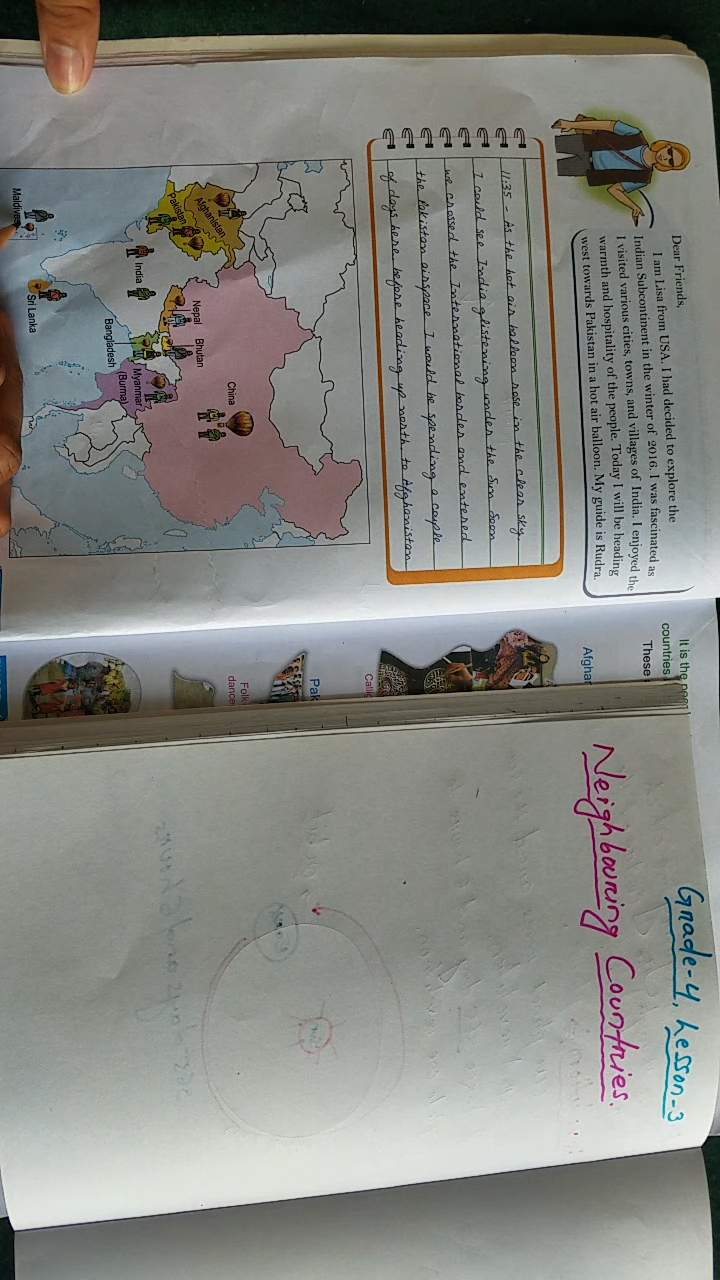 Dear Friends,
I am Lisa from USA. I had decided to explore the
Indian Subcontinent in the winter of 2016. I was fascinated as
I visited various cities, towns, and villages of India. I enjoyed the
warmth and hospitality of the people. Today I will be heading
west towards Pakistan in a hot air balloon. My guide is Rudra.
11:35 - As the hot air balloon rose in the clear sky
I could see India glistening under the Sun. Soon
we crossed the International border and entered
the Pakistan airspace. I would be spending a couple
of days here before heading up north to Afghanistan
Afghanistan
Pakistan
China
Nepal
Bhutan
India
Bangladesh
Myanmar
(Burma)
Sri Lanka
Maldives
It is the
countries
These
Afghan
Pak
Folk
dance
Grade-4, Lesson-3
Neighbouring Countries.